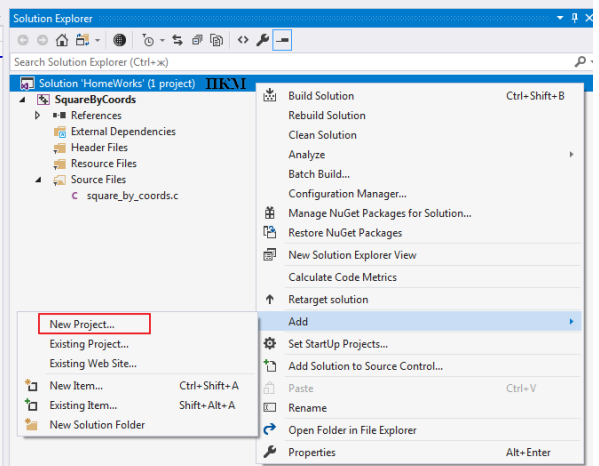 Solution Explorer
Search Solution Explorer (Ctrl+ж)
Solution 'HomeWorks' (1 project) ПКМ
SquareByCoords
References
External Dependencies
Header Files
Resource Files
Source Files
C square_by_coords.c
Build Solution Ctrl+Shift+B
Rebuild Solution
Clean Solution
Analyze
Batch Build...
Configuration Manager...
Manage NuGet Packages for Solution...
Restore NuGet Packages
New Solution Explorer View
Calculate Code Metrics
Retarget solution
Add
Set StartUp Projects...
Add Solution to Source Control...
Paste Ctrl+V
Rename
Open Folder in File Explorer
Properties Alt+Enter
New Project...
Existing Project...
Existing Web Site...
New Item... Ctrl+Shift+A
Existing Item... Shift+Alt+A
New Solution Folder